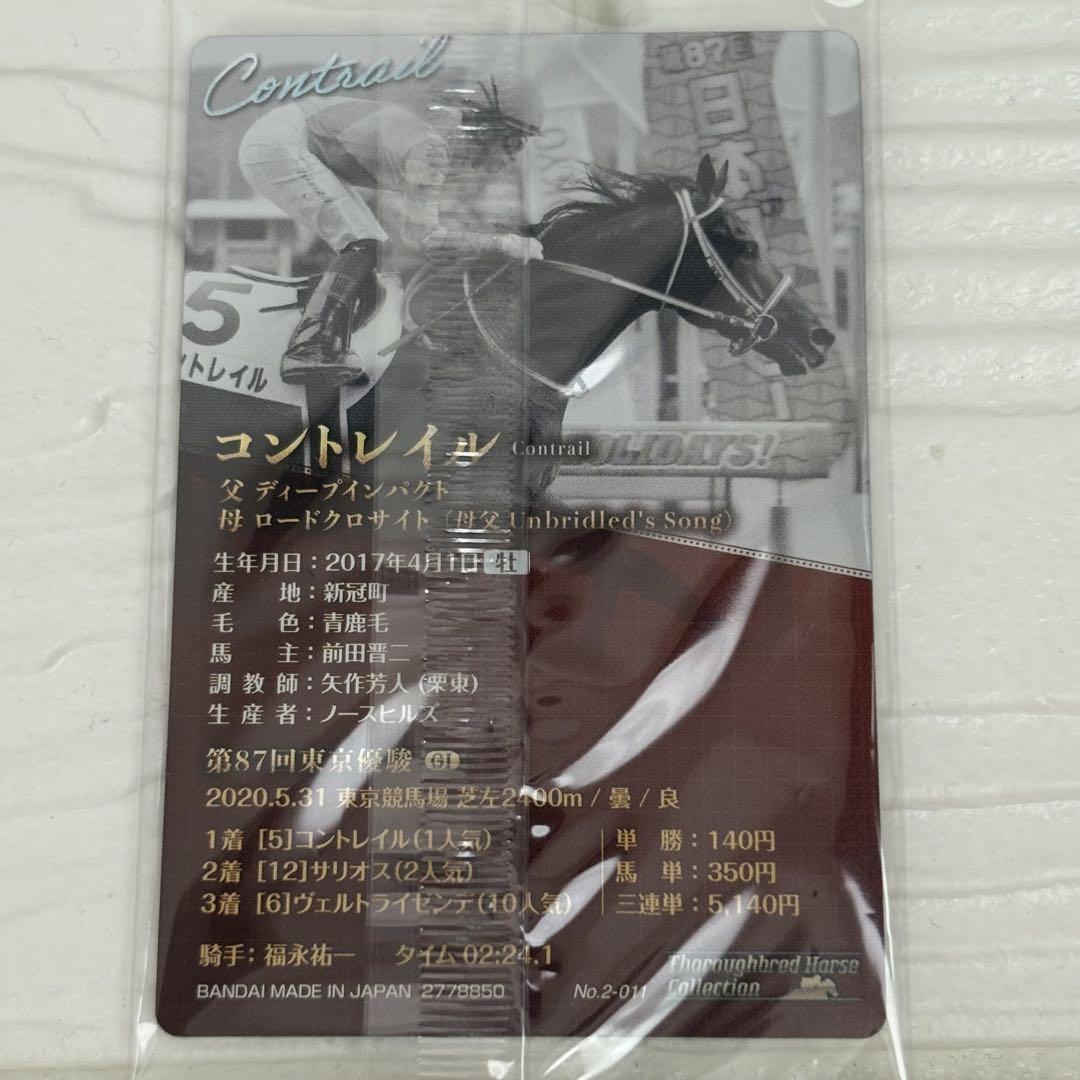 Contrail
第87回
日本
5
ントレイル
HOLIDAYS!
コントレイル Contrail
父 ディープインパクト
母 ロードクロサイト (母父 Unbridled's Song)
生年月日:2017年4月1日 牡
産 地:新冠町
毛 色:青鹿毛
馬 主:前田晋二
調教師:矢作芳人 (栗東)
生産者:ノースヒルズ
第87回東京優駿 GI
2020.5.31 東京競馬場 芝左2400m / 曇 / 良
1着 [5]コントレイル(1人気) 単 勝:140円
2着 [12]サリオス(2人気) 馬 単:350円
3着 [6]ヴェルトライゼンデ(10人気) 三連単:5,140円
騎手:福永祐一 タイム 02:24.1
BANDAI MADE IN JAPAN 2778850 No.2-011
Thoroughbred Horse
Collection